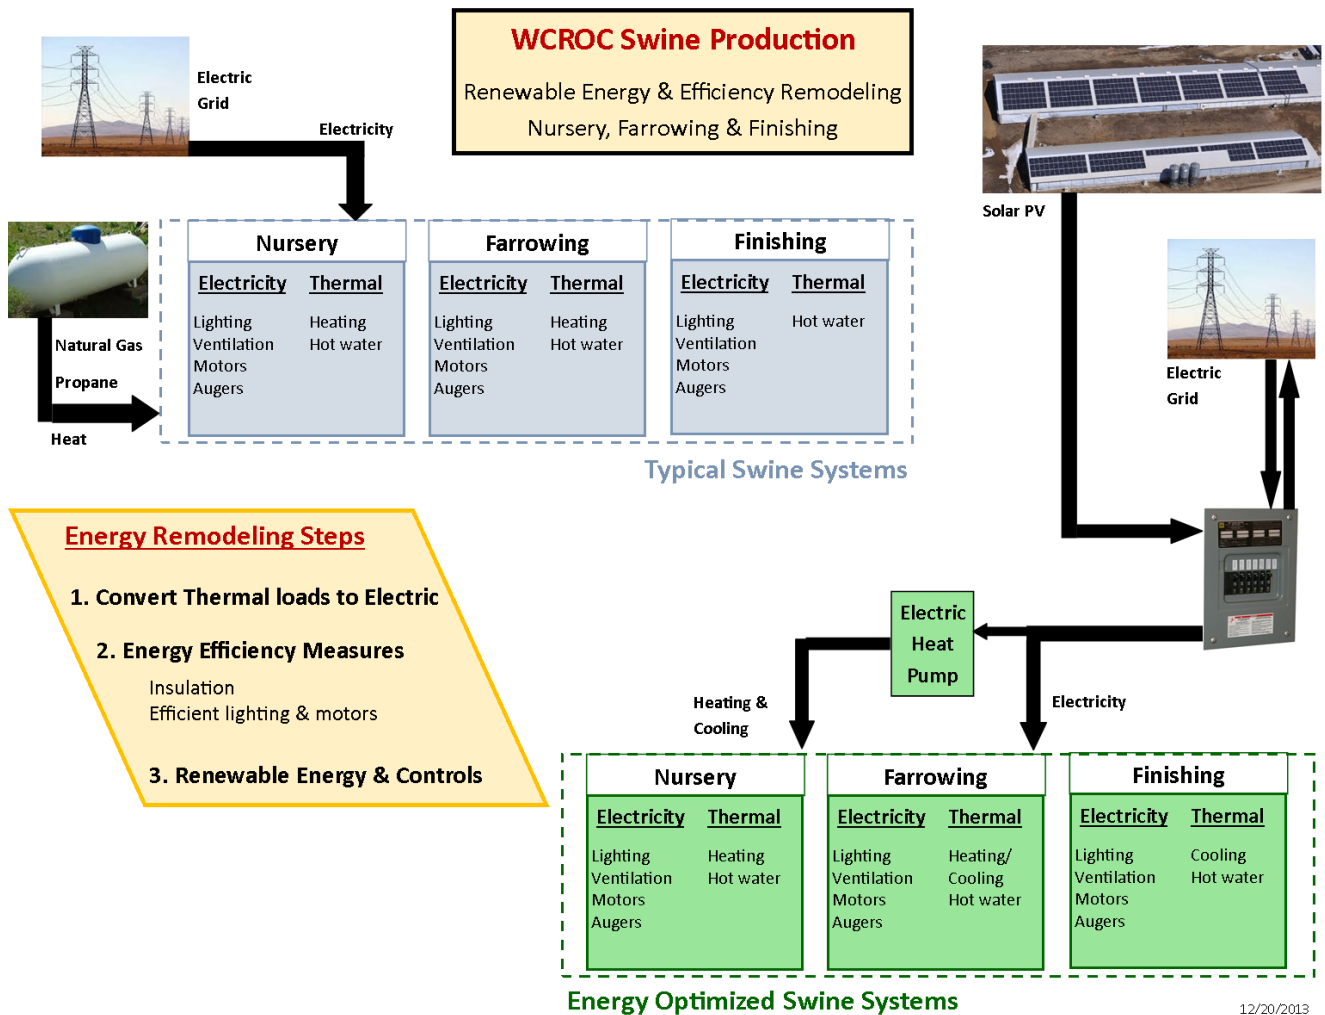 WCROC Swine Production
Renewable Energy & Efficiency Remodeling
Nursery, Farrowing & Finishing
Electric
Grid
Electricity
Natural Gas
Propane
Heat
Nursery
Electricity Thermal
Lighting Heating
Ventilation Hot water
Motors
Augers
Farrowing
Electricity Thermal
Lighting Heating
Ventilation Hot water
Motors
Augers
Finishing
Electricity Thermal
Lighting Hot water
Ventilation
Motors
Augers
Typical Swine Systems
Solar PV
Electric
Grid
Energy Remodeling Steps
1. Convert Thermal loads to Electric
2. Energy Efficiency Measures
Insulation
Efficient lighting & motors
3. Renewable Energy & Controls
Electric
Heat
Pump
Heating &
Cooling
Electricity
Nursery
Electricity Thermal
Lighting Heating
Ventilation Hot water
Motors
Augers
Farrowing
Electricity Thermal
Lighting Heating/
Ventilation Cooling
Motors Hot water
Augers
Finishing
Electricity Thermal
Lighting Cooling
Ventilation Hot water
Motors
Augers
Energy Optimized Swine Systems
12/20/2013